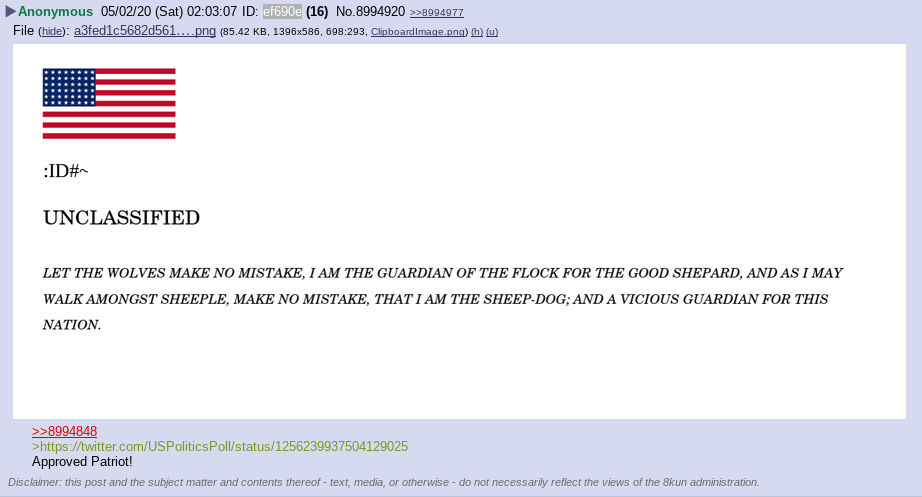 ▶Anonymous 05/02/20 (Sat) 02:03:07 ID: ef690e (16) No.8994920 >>8994977
File (hide): a3fed1c5682d561….png (85.42 KB, 1396x586, 698:293, ClipboardImage.png) (h) (u)
:ID#~
UNCLASSIFIED
LET THE WOLVES MAKE NO MISTAKE, I AM THE GUARDIAN OF THE FLOCK FOR THE GOOD SHEPARD, AND AS I MAY
WALK AMONGST SHEEPLE, MAKE NO MISTAKE, THAT I AM THE SHEEP-DOG; AND A VICIOUS GUARDIAN FOR THIS
NATION.
>>8994848
>https://twitter.com/USPoliticsPoll/status/1256239937504129025
Approved Patriot!
Disclaimer: this post and the subject matter and contents thereof - text, media, or otherwise - do not necessarily reflect the views of the 8kun administration.